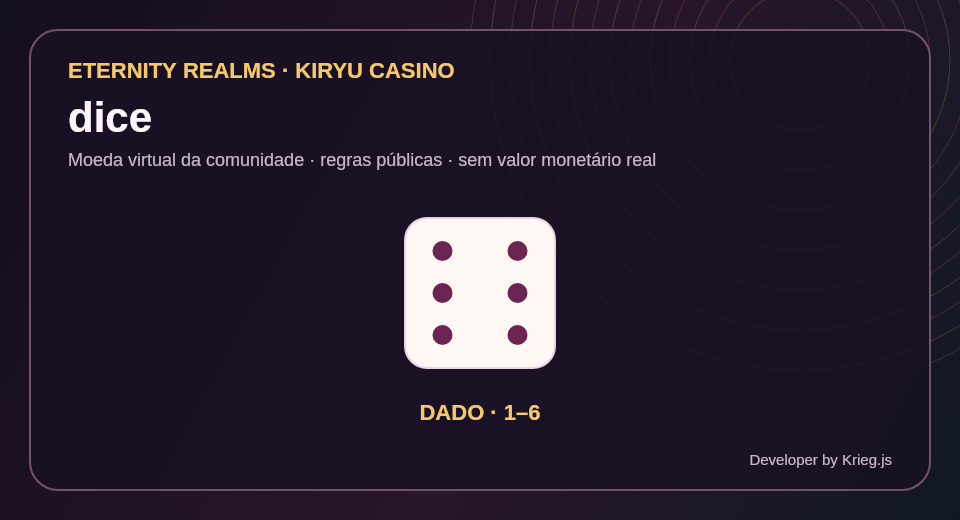 ETERNITY REALMS · KIRYU CASINO
dice
Moeda virtual da comunidade · regras públicas · sem valor monetário real
DADO · 1–6
Developer by Krieg.js